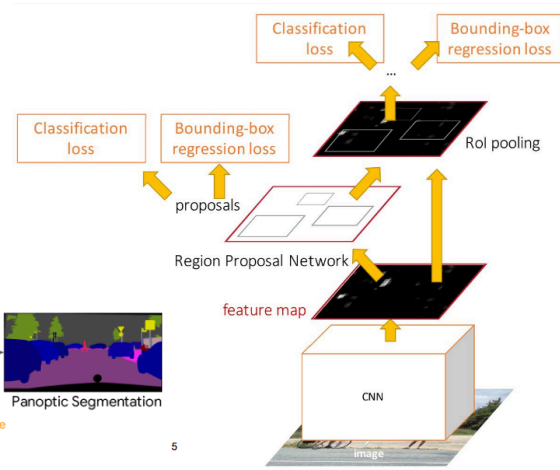 Classification
loss
Bounding-box
regression loss
...
RoI pooling
Classification
loss
Bounding-box
regression loss
proposals
Region Proposal Network
feature map
CNN
image
Panoptic Segmentation
e
5